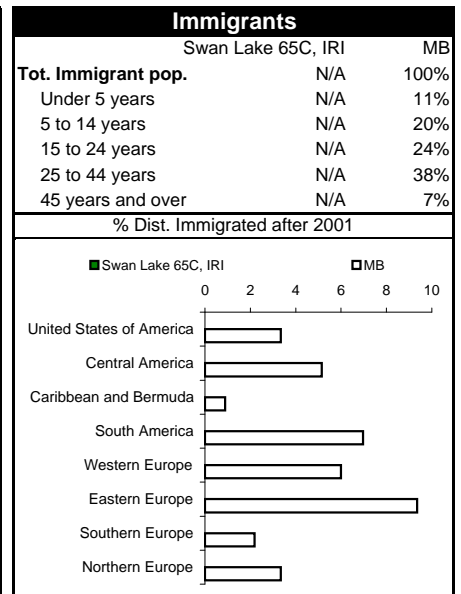 Immigrants
Swan Lake 65C, IRI MB
Tot. Immigrant pop. N/A 100%
Under 5 years N/A 11%
5 to 14 years N/A 20%
15 to 24 years N/A 24%
25 to 44 years N/A 38%
45 years and over N/A 7%
% Dist. Immigrated after 2001
Swan Lake 65C, IRI MB
0 2 4 6 8 10
United States of America
Central America
Caribbean and Bermuda
South America
Western Europe
Eastern Europe
Southern Europe
Northern Europe